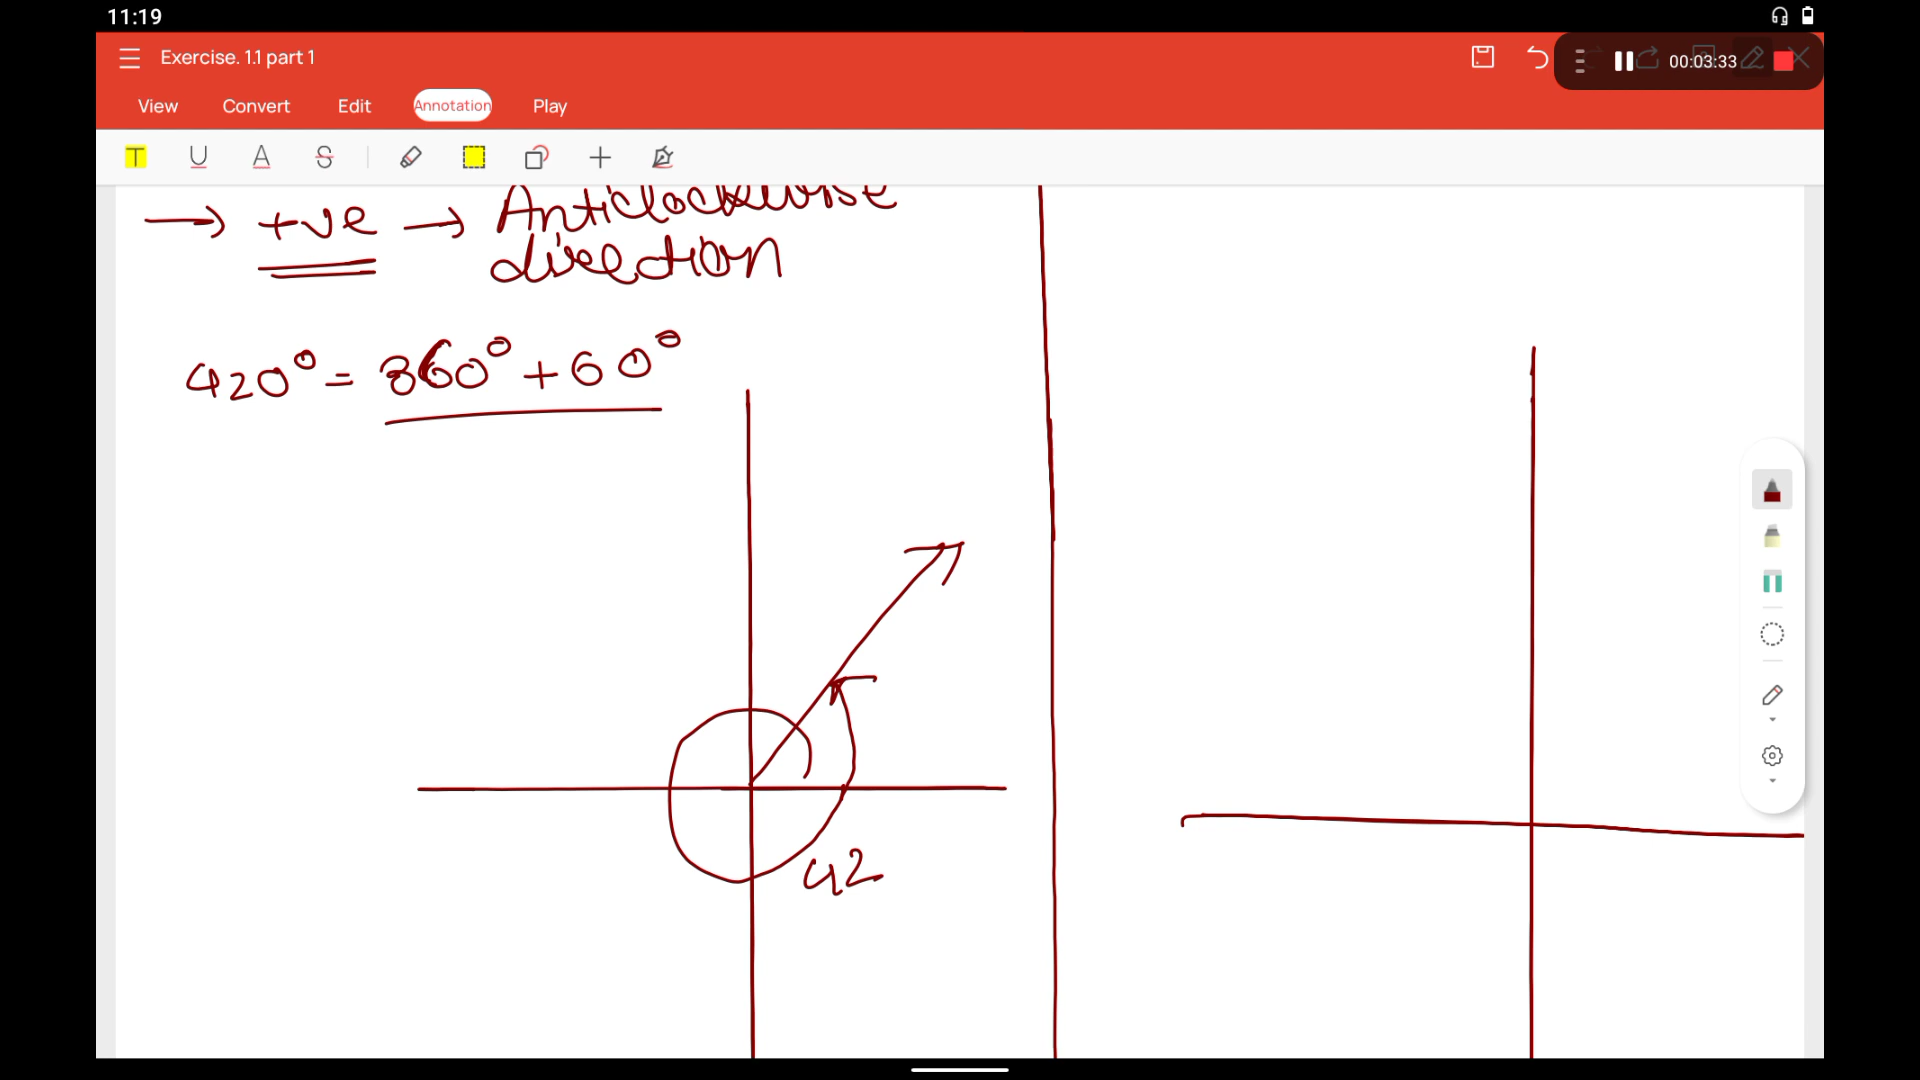 11:19
Exercise. 1.1 part 1
00:03:33
View Convert Edit Annotation Play
T U A S
→ +ve → Anticlockwise
direction
420° = 360° + 60°
42